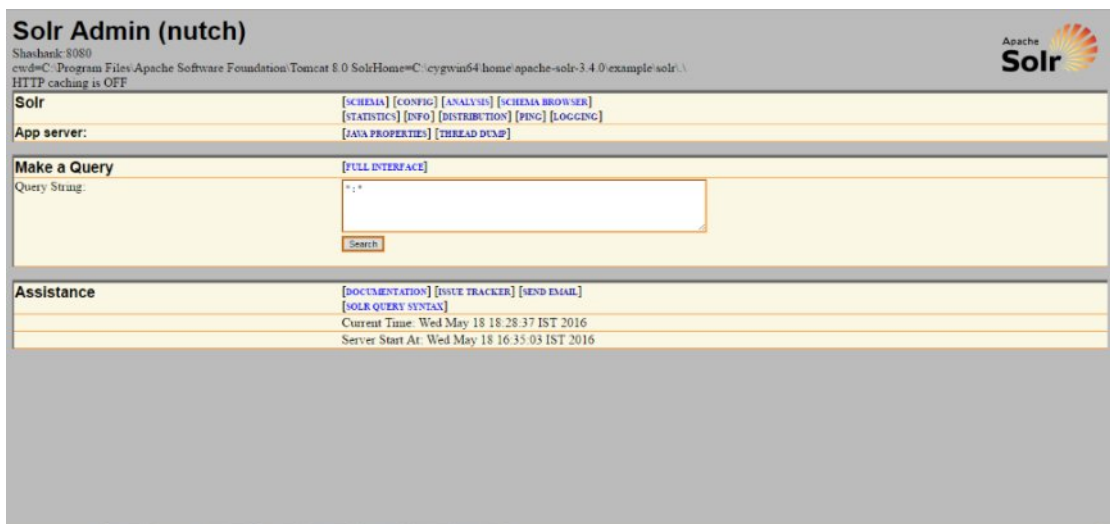 Solr Admin (nutch)
Shashank:8080
cwd=C:\Program Files\Apache Software Foundation\Tomcat 8.0 SolrHome=C:\cygwin64\home\apache-solr-3.4.0\example\solr\.\
HTTP caching is OFF
Apache
Solr
Solr [SCHEMA] [CONFIG] [ANALYSIS] [SCHEMA BROWSER]
[STATISTICS] [INFO] [DISTRIBUTION] [PING] [LOGGING]
App server: [JAVA PROPERTIES] [THREAD DUMP]
Make a Query [FULL INTERFACE]
Query String: *:*
Search
Assistance [DOCUMENTATION] [ISSUE TRACKER] [SEND EMAIL]
[SOLR QUERY SYNTAX]
Current Time: Wed May 18 18:28:37 IST 2016
Server Start At: Wed May 18 16:35:03 IST 2016